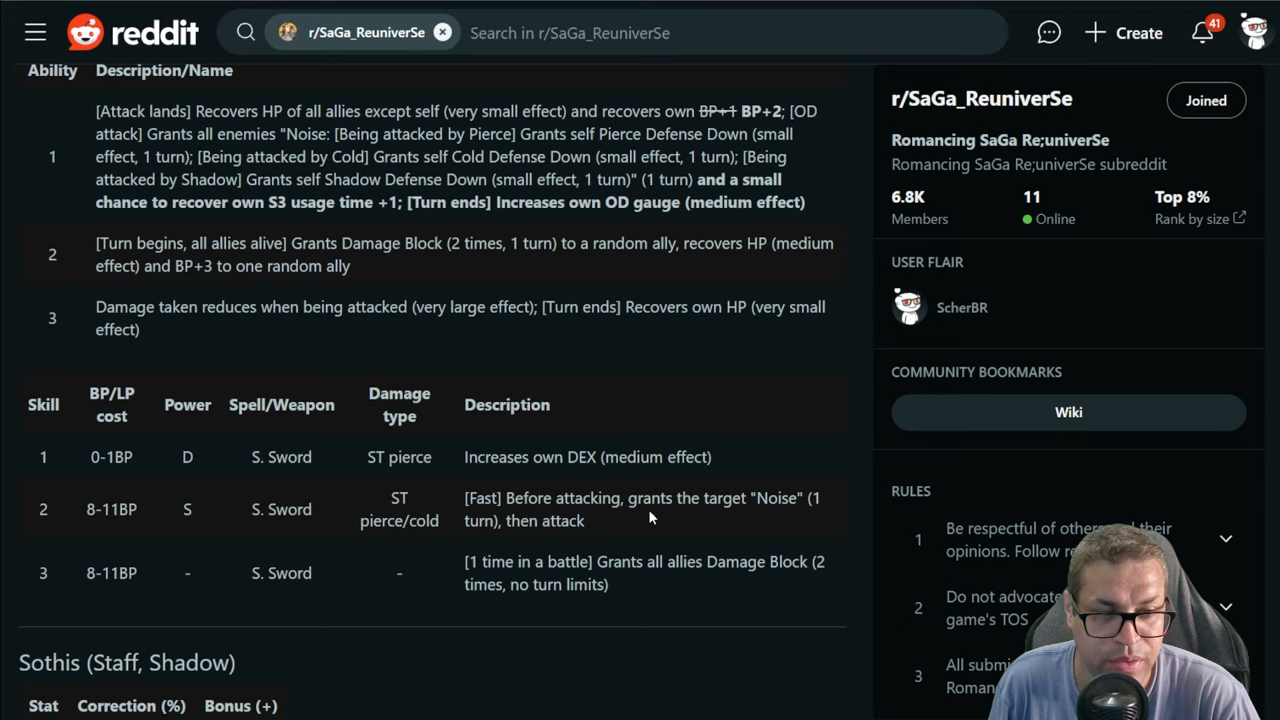 reddit
r/SaGa_ReuniverSe
Search in r/SaGa_ReuniverSe
Create
41
Ability Description/Name
1
[Attack lands] Recovers HP of all allies except self (very small effect) and recovers own BP+1 BP+2; [OD
attack] Grants all enemies "Noise: [Being attacked by Pierce] Grants self Pierce Defense Down (small
effect, 1 turn); [Being attacked by Cold] Grants self Cold Defense Down (small effect, 1 turn); [Being
attacked by Shadow] Grants self Shadow Defense Down (small effect, 1 turn)" (1 turn) and a small
chance to recover own S3 usage time +1; [Turn ends] Increases own OD gauge (medium effect)
2
[Turn begins, all allies alive] Grants Damage Block (2 times, 1 turn) to a random ally, recovers HP (medium
effect) and BP+3 to one random ally
3
Damage taken reduces when being attacked (very large effect); [Turn ends] Recovers own HP (very small
effect)
Skill BP/LP cost Power Spell/Weapon Damage type Description
1 0-1BP D S. Sword ST pierce Increases own DEX (medium effect)
2 8-11BP S S. Sword ST pierce/cold [Fast] Before attacking, grants the target "Noise" (1
turn), then attack
3 8-11BP - S. Sword - [1 time in a battle] Grants all allies Damage Block (2
times, no turn limits)
Sothis (Staff, Shadow)
Stat Correction (%) Bonus (+)
r/SaGa_ReuniverSe
Joined
Romancing SaGa Re;univerSe
Romancing SaGa Re;univerSe subreddit
6.8K 11 Top 8%
Members Online Rank by size
USER FLAIR
ScherBR
COMMUNITY BOOKMARKS
Wiki
RULES
1 Be respectful of others their
opinions. Follow
2 Do not advocate
game's TOS
3 All